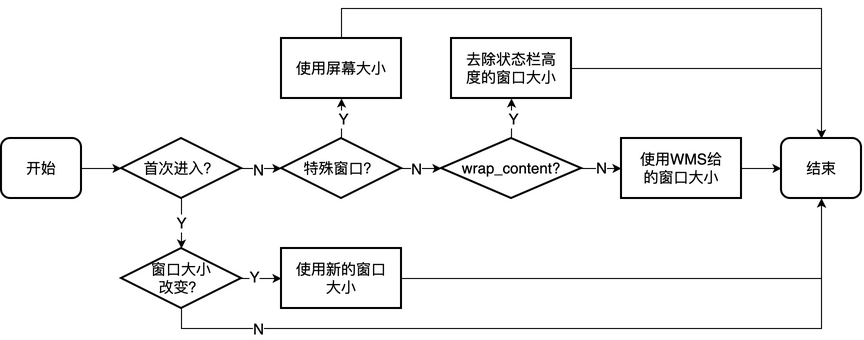 开始
首次进入?
N
特殊窗口?
Y
使用屏幕大小
N
wrap_content?
Y
去除状态栏高
度的窗口大小
N
使用WMS给
的窗口大小
结束
Y
窗口大小
改变?
Y
使用新的窗口
大小
N